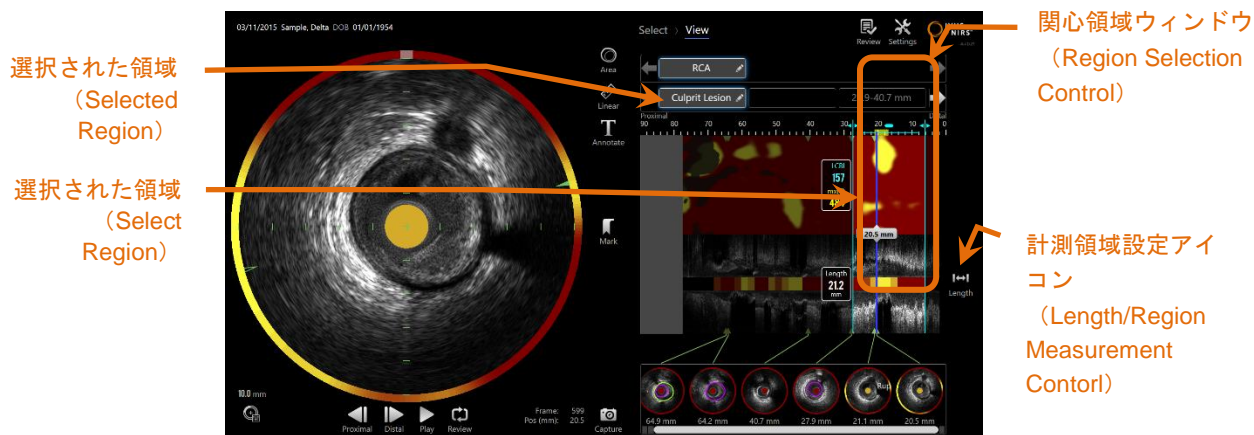 選択された領域
（Selected
Region）
選択された領域
（Select
Region）
03/11/2015 Sample, Delta DOB 01/01/1954
Area
Linear
T
Annotate
Mark
10.0 mm
Proximal Distal Play Review
Frame: 599
Pos (mm): 20.5
Capture
Select 〉 View
Review Settings
NIRS
RCA
Culprit Lesion
-40.7 mm
Proximal
90 80 70 60 50 40 30 20 10 0
LCBI
157
20.5 mm
Length
21.2
mm
Length
Rup
64.9 mm 64.2 mm 40.7 mm 27.9 mm 21.1 mm 20.5 mm
関心領域ウィンドウ
（Region Selection
Control）
計測領域設定アイ
コン
（Length/Region
Measurement
Contorl）